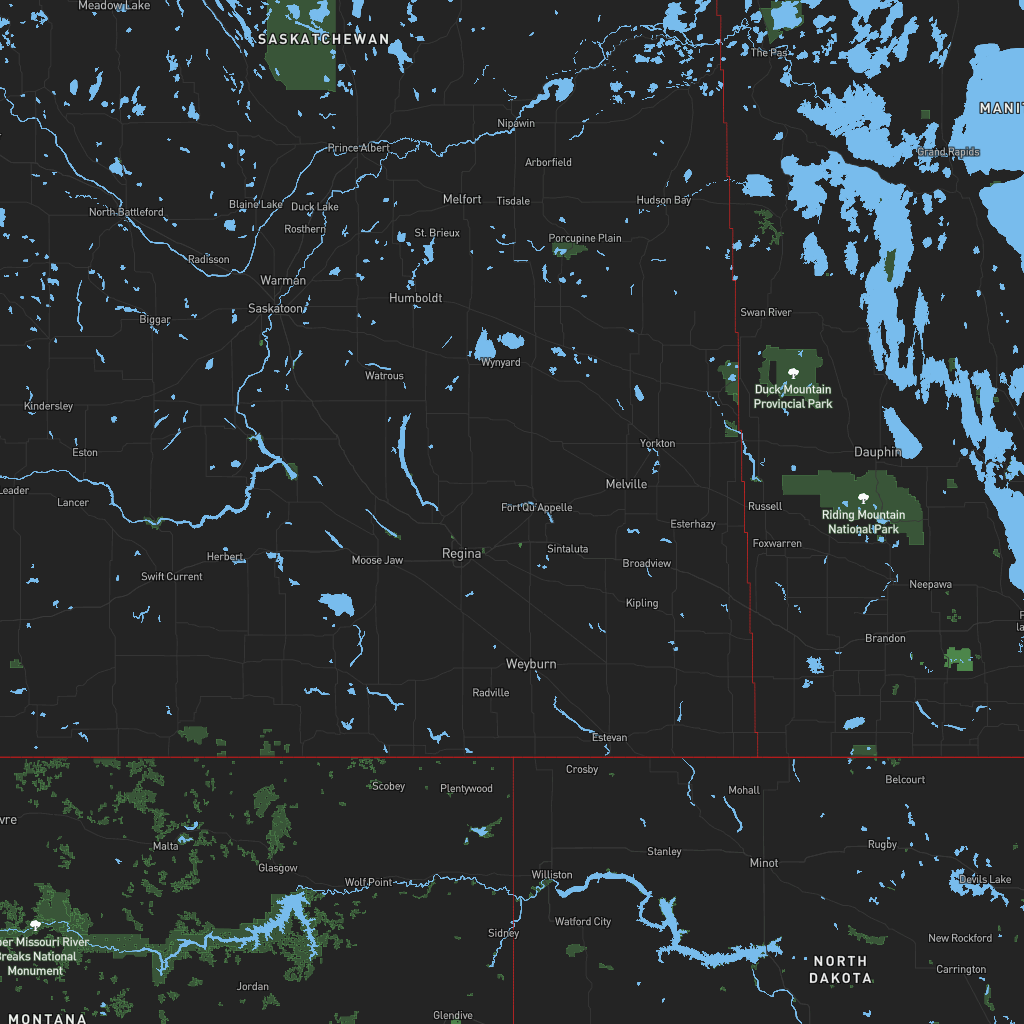 Meadow Lake
SASKATCHEWAN
The Pas
MANI
Nipawin
Prince Albert
Grand Rapids
Arborfield
Melfort
Tisdale
Hudson Bay
Blaine Lake
Duck Lake
North Battleford
Rosthern
St. Brieux
Porcupine Plain
Radisson
Warman
Humboldt
Saskatoon
Swan River
Biggar
Wynyard
Watrous
Duck Mountain
Provincial Park
Kindersley
Yorkton
Eston
Dauphin
Melville
Leader
Lancer
Fort Qu'Appelle
Russell
Riding Mountain
National Park
Esterhazy
Foxwarren
Regina
Sintaluta
Herbert
Moose Jaw
Broadview
Swift Current
Neepawa
Kipling
Brandon
Weyburn
Radville
Estevan
Crosby
Belcourt
Scobey
Plentywood
Mohall
vre
Malta
Rugby
Stanley
Minot
Glasgow
Wolf Point
Williston
Devils Lake
Watford City
Sidney
New Rockford
per Missouri River
Breaks National
Monument
NORTH
DAKOTA
Carrington
Jordan
Glendive
MONTANA